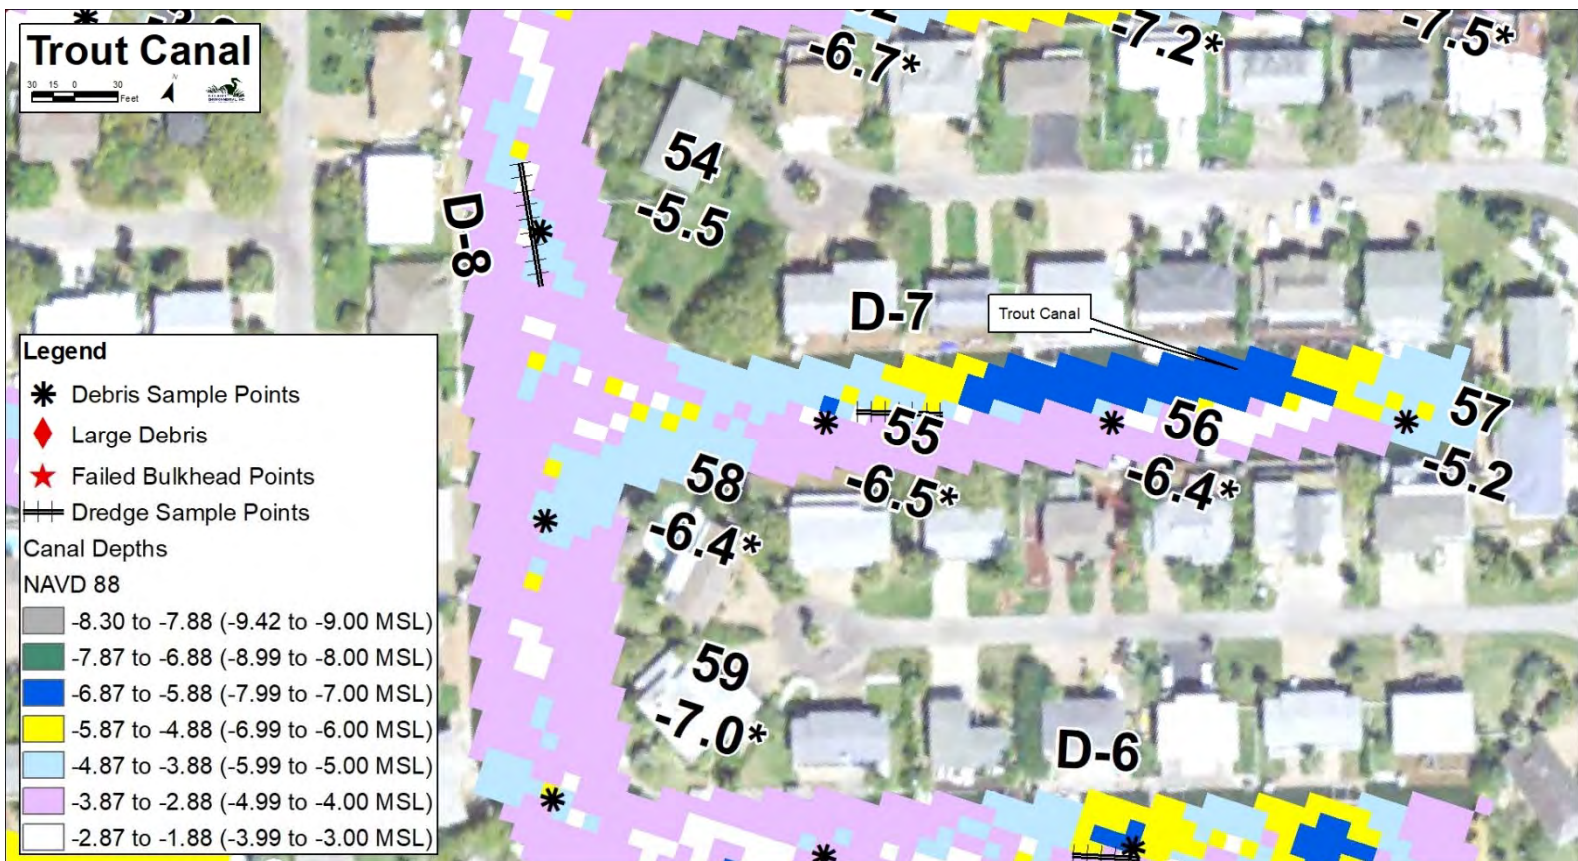 Trout Canal
30 15 0 30
Feet
N
-6.7*
-7.2*
-7.5*
54
-5.5
D-8
D-7
Trout Canal
55
-6.5*
56
-6.4*
57
-5.2
58
-6.4*
59
-7.0*
D-6
Legend
Debris Sample Points
Large Debris
Failed Bulkhead Points
Dredge Sample Points
Canal Depths
NAVD 88
-8.30 to -7.88 (-9.42 to -9.00 MSL)
-7.87 to -6.88 (-8.99 to -8.00 MSL)
-6.87 to -5.88 (-7.99 to -7.00 MSL)
-5.87 to -4.88 (-6.99 to -6.00 MSL)
-4.87 to -3.88 (-5.99 to -5.00 MSL)
-3.87 to -2.88 (-4.99 to -4.00 MSL)
-2.87 to -1.88 (-3.99 to -3.00 MSL)